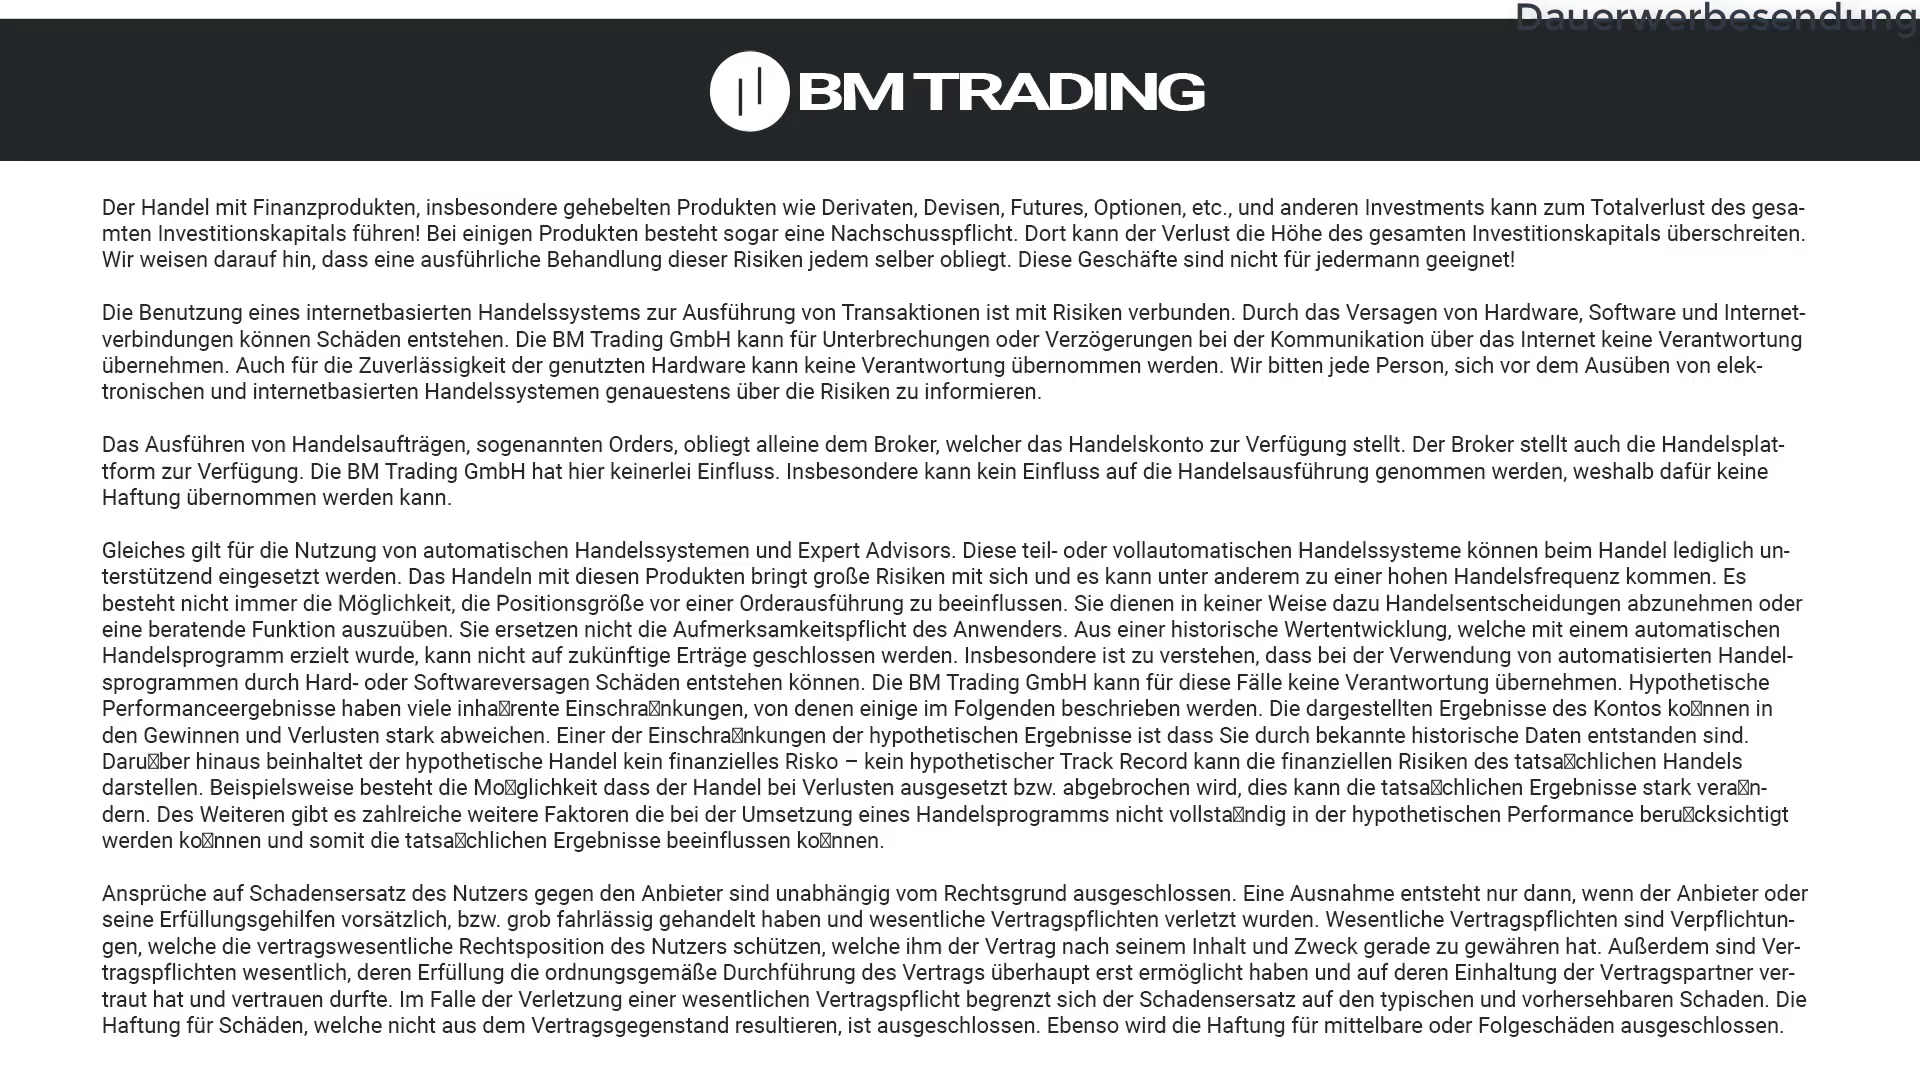 Dauerwerbesendung
BM TRADING
Der Handel mit Finanzprodukten, insbesondere gehebelten Produkten wie Derivaten, Devisen, Futures, Optionen, etc., und anderen Investments kann zum Totalverlust des gesa-
mten Investitionskapitals führen! Bei einigen Produkten besteht sogar eine Nachschusspflicht. Dort kann der Verlust die Höhe des gesamten Investitionskapitals überschreiten.
Wir weisen darauf hin, dass eine ausführliche Behandlung dieser Risiken jedem selber obliegt. Diese Geschäfte sind nicht für jedermann geeignet!
Die Benutzung eines internetbasierten Handelssystems zur Ausführung von Transaktionen ist mit Risiken verbunden. Durch das Versagen von Hardware, Software und Internet-
verbindungen können Schäden entstehen. Die BM Trading GmbH kann für Unterbrechungen oder Verzögerungen bei der Kommunikation über das Internet keine Verantwortung
übernehmen. Auch für die Zuverlässigkeit der genutzten Hardware kann keine Verantwortung übernommen werden. Wir bitten jede Person, sich vor dem Ausüben von elek-
tronischen und internetbasierten Handelssystemen genauestens über die Risiken zu informieren.
Das Ausführen von Handelsaufträgen, sogenannten Orders, obliegt alleine dem Broker, welcher das Handelskonto zur Verfügung stellt. Der Broker stellt auch die Handelsplat-
tform zur Verfügung. Die BM Trading GmbH hat hier keinerlei Einfluss. Insbesondere kann kein Einfluss auf die Handelsausführung genommen werden, weshalb dafür keine
Haftung übernommen werden kann.
Gleiches gilt für die Nutzung von automatischen Handelssystemen und Expert Advisors. Diese teil- oder vollautomatischen Handelssysteme können beim Handel lediglich un-
terstützend eingesetzt werden. Das Handeln mit diesen Produkten bringt große Risiken mit sich und es kann unter anderem zu einer hohen Handelsfrequenz kommen. Es
besteht nicht immer die Möglichkeit, die Positionsgröße vor einer Orderausführung zu beeinflussen. Sie dienen in keiner Weise dazu Handelsentscheidungen abzunehmen oder
eine beratende Funktion auszuüben. Sie ersetzen nicht die Aufmerksamkeitspflicht des Anwenders. Aus einer historische Wertentwicklung, welche mit einem automatischen
Handelsprogramm erzielt wurde, kann nicht auf zukünftige Erträge geschlossen werden. Insbesondere ist zu verstehen, dass bei der Verwendung von automatisierten Handel-
sprogrammen durch Hard- oder Softwareversagen Schäden entstehen können. Die BM Trading GmbH kann für diese Fälle keine Verantwortung übernehmen. Hypothetische
Performanceergebnisse haben viele inha☒rente Einschra☒nkungen, von denen einige im Folgenden beschrieben werden. Die dargestellten Ergebnisse des Kontos ko☒nnen in
den Gewinnen und Verlusten stark abweichen. Einer der Einschra☒nkungen der hypothetischen Ergebnisse ist dass Sie durch bekannte historische Daten entstanden sind.
Daru☒ber hinaus beinhaltet der hypothetische Handel kein finanzielles Risko – kein hypothetischer Track Record kann die finanziellen Risiken des tatsa☒chlichen Handels
darstellen. Beispielsweise besteht die Mo☒glichkeit dass der Handel bei Verlusten ausgesetzt bzw. abgebrochen wird, dies kann die tatsa☒chlichen Ergebnisse stark vera☒n-
dern. Des Weiteren gibt es zahlreiche weitere Faktoren die bei der Umsetzung eines Handelsprogramms nicht vollsta☒ndig in der hypothetischen Performance beru☒cksichtigt
werden ko☒nnen und somit die tatsa☒chlichen Ergebnisse beeinflussen ko☒nnen.
Ansprüche auf Schadensersatz des Nutzers gegen den Anbieter sind unabhängig vom Rechtsgrund ausgeschlossen. Eine Ausnahme entsteht nur dann, wenn der Anbieter oder
seine Erfüllungsgehilfen vorsätzlich, bzw. grob fahrlässig gehandelt haben und wesentliche Vertragspflichten verletzt wurden. Wesentliche Vertragspflichten sind Verpflichtun-
gen, welche die vertragswesentliche Rechtsposition des Nutzers schützen, welche ihm der Vertrag nach seinem Inhalt und Zweck gerade zu gewähren hat. Außerdem sind Ver-
tragspflichten wesentlich, deren Erfüllung die ordnungsgemäße Durchführung des Vertrags überhaupt erst ermöglicht haben und auf deren Einhaltung der Vertragspartner ver-
traut hat und vertrauen durfte. Im Falle der Verletzung einer wesentlichen Vertragspflicht begrenzt sich der Schadensersatz auf den typischen und vorhersehbaren Schaden. Die
Haftung für Schäden, welche nicht aus dem Vertragsgegenstand resultieren, ist ausgeschlossen. Ebenso wird die Haftung für mittelbare oder Folgeschäden ausgeschlossen.